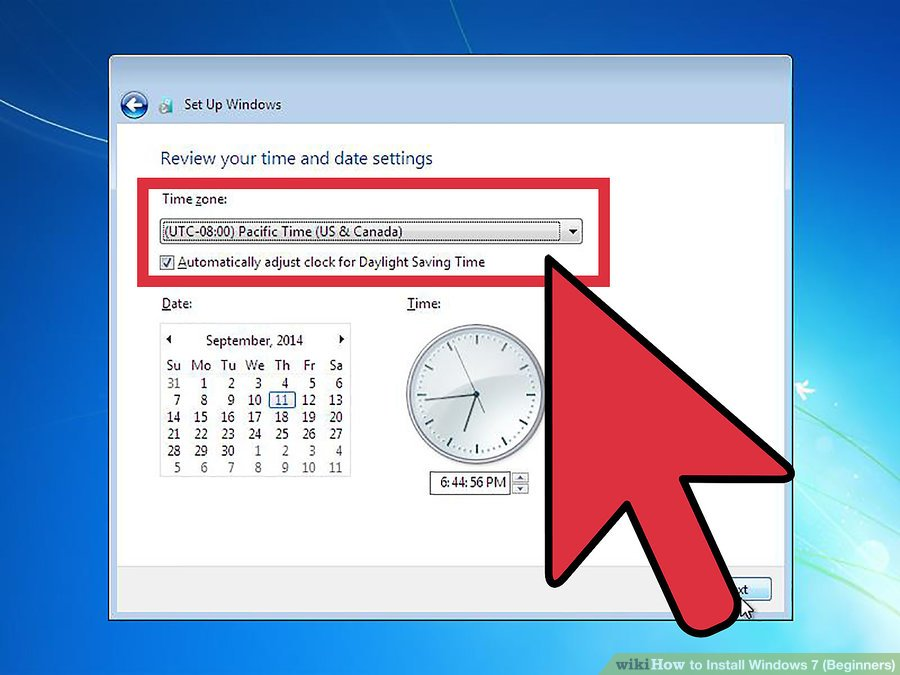 Set Up Windows
Review your time and date settings
Time zone:
(UTC-08:00) Pacific Time (US & Canada)
Automatically adjust clock for Daylight Saving Time
Date:
Time:
September, 2014
Su Mo Tu We Th Fr Sa
31 1 2 3 4 5 6
7 8 9 10 11 12 13
14 15 16 17 18 19 20
21 22 23 24 25 26 27
28 29 30 1 2 3 4
5 6 7 8 9 10 11
6:44:56 PM
wikiHow to Install Windows 7 (Beginners)